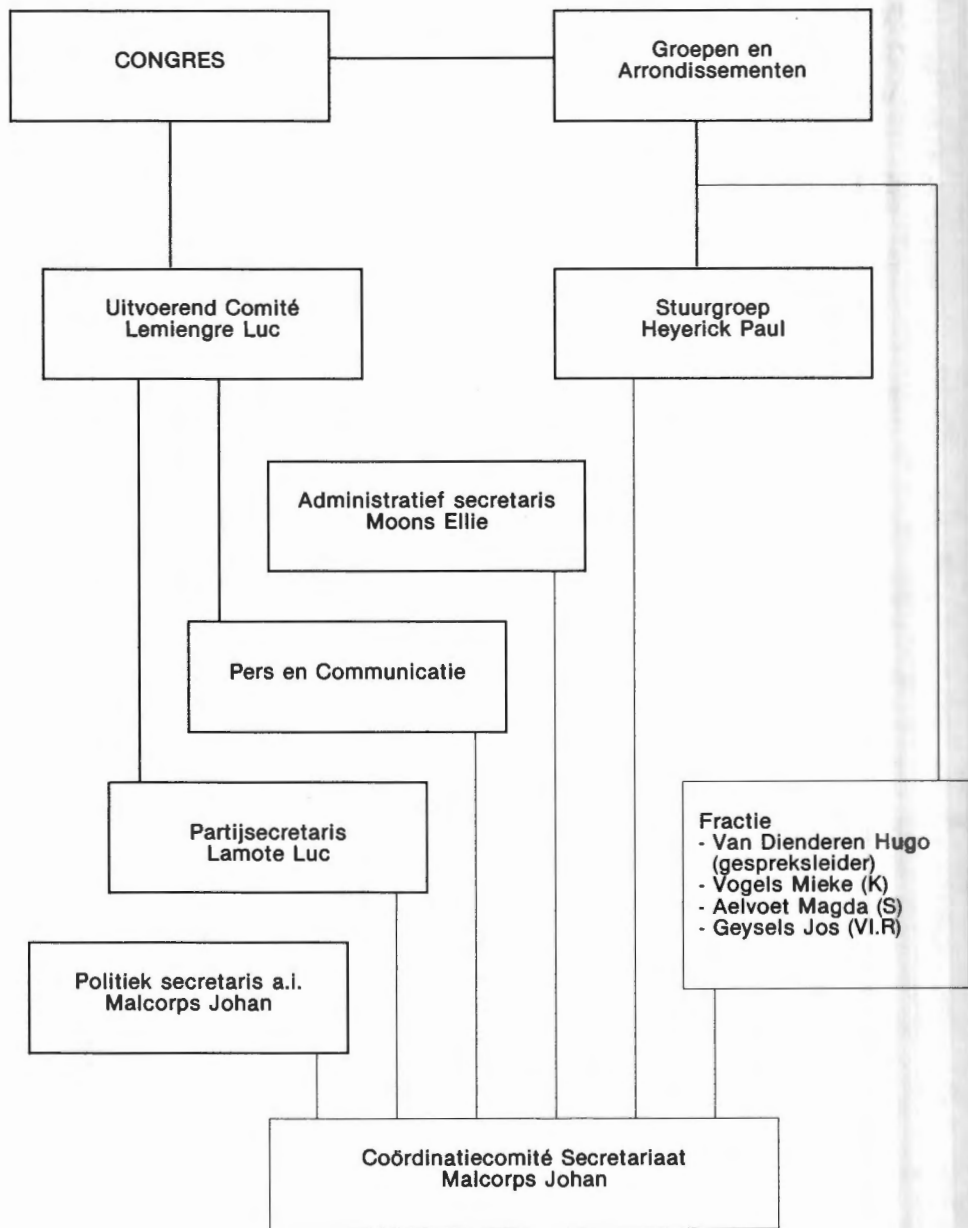 CONGRES
Groepen en
Arrondissementen
Uitvoerend Comité
Lemiengre Luc
Stuurgroep
Heyerick Paul
Administratief secretaris
Moons Ellie
Pers en Communicatie
Partijsecretaris
Lamote Luc
Fractie
- Van Dienderen Hugo
(gespreksleider)
- Vogels Mieke (K)
- Aelvoet Magda (S)
- Geysels Jos (Vl.R)
Politiek secretaris a.i.
Malcorps Johan
Coördinatiecomité Secretariaat
Malcorps Johan